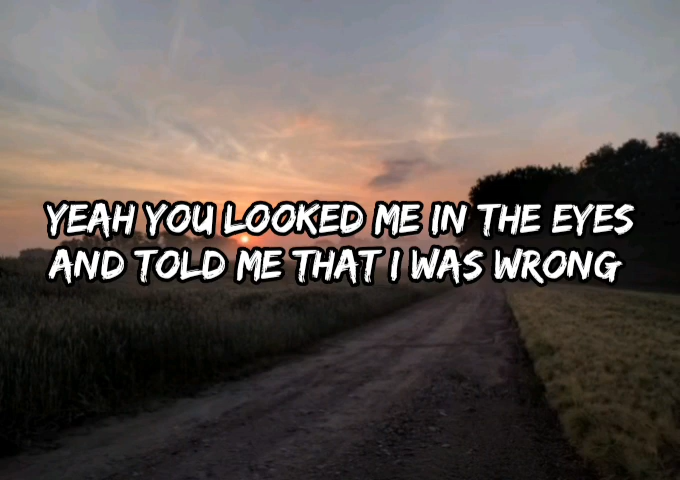 YEAH YOU LOOKED ME IN THE EYES
AND TOLD ME THAT I WAS WRONG